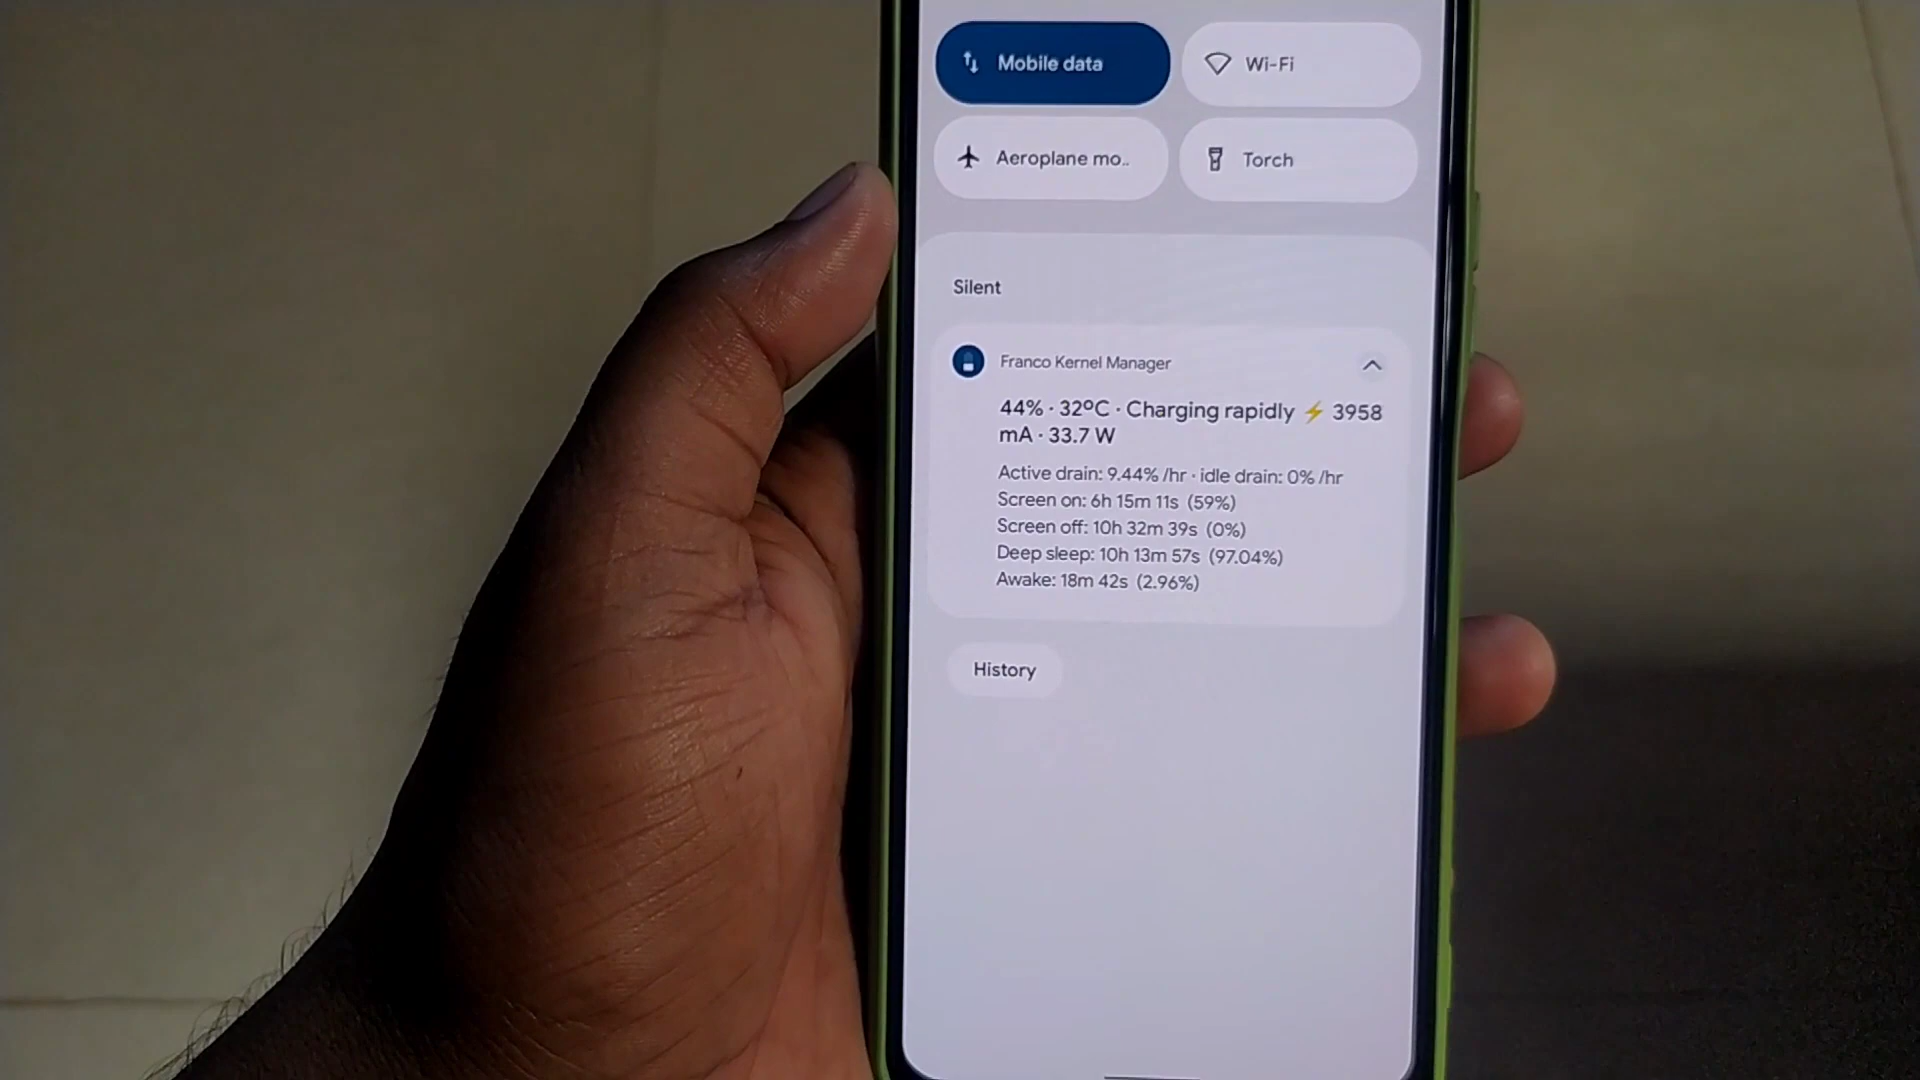 Mobile data
Wi-Fi
Aeroplane mo..
Torch
Silent
Franco Kernel Manager
44% · 32ºC · Charging rapidly ⚡ 3958
mA · 33.7 W
Active drain: 9.44% /hr · idle drain: 0% /hr
Screen on: 6h 15m 11s (59%)
Screen off: 10h 32m 39s (0%)
Deep sleep: 10h 13m 57s (97.04%)
Awake: 18m 42s (2.96%)
History